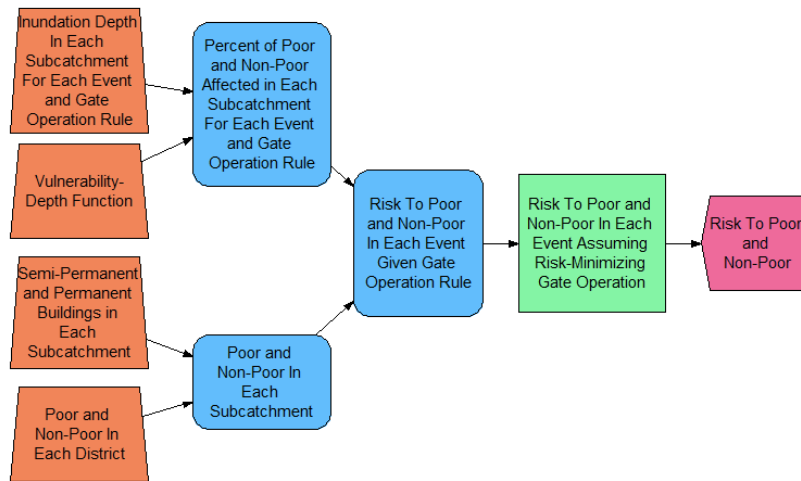 Inundation Depth
In Each
Subcatchment
For Each Event
and Gate
Operation Rule
Vulnerability-
Depth Function
Semi-Permanent
and Permanent
Buildings in
Each
Subcatchment
Poor and
Non-Poor In
Each District
Percent of Poor
and Non-Poor
Affected in Each
Subcatchment
For Each Event
and Gate
Operation Rule
Poor and
Non-Poor In
Each
Subcatchment
Risk To Poor
and Non-Poor
In Each Event
Given Gate
Operation Rule
Risk To Poor and
Non-Poor In Each
Event Assuming
Risk-Minimizing
Gate Operation
Risk To Poor
and
Non-Poor